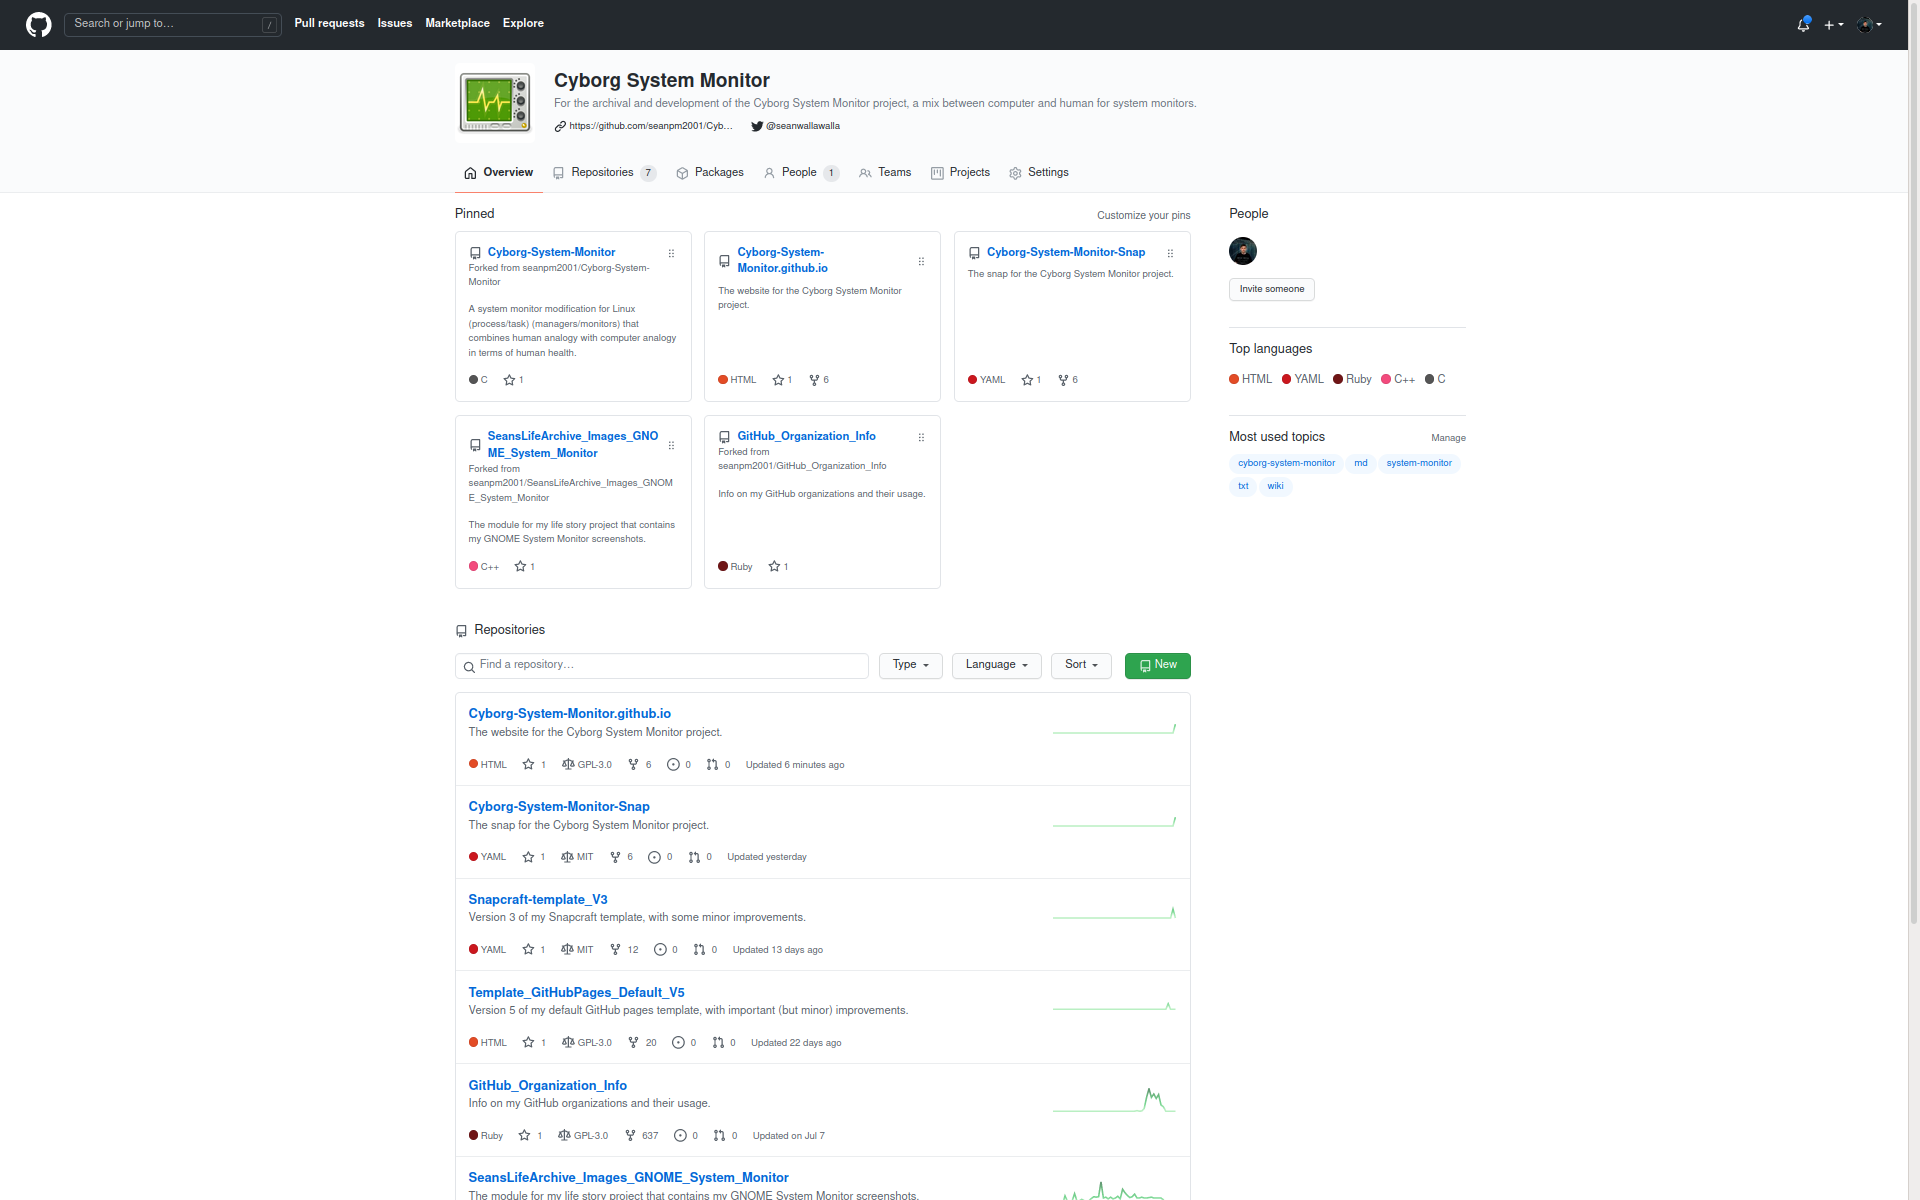 Search or jump to…
/
Pull requests
Issues
Marketplace
Explore
Cyborg System Monitor
For the archival and development of the Cyborg System Monitor project, a mix between computer and human for system monitors.
https://github.com/seanpm2001/Cyb…
@seanwallawalla
Overview
Repositories 7
Packages
People 1
Teams
Projects
Settings
Pinned
Customize your pins
Cyborg-System-Monitor
Forked from seanpm2001/Cyborg-System-
Monitor
A system monitor modification for Linux
(process/task) (managers/monitors) that
combines human analogy with computer analogy
in terms of human health.
C 1
Cyborg-System-
Monitor.github.io
The website for the Cyborg System Monitor
project.
HTML 1 6
Cyborg-System-Monitor-Snap
The snap for the Cyborg System Monitor project.
YAML 1 6
SeansLifeArchive_Images_GNO
ME_System_Monitor
Forked from
seanpm2001/SeansLifeArchive_Images_GNOM
E_System_Monitor
The module for my life story project that contains
my GNOME System Monitor screenshots.
C++ 1
GitHub_Organization_Info
Forked from
seanpm2001/GitHub_Organization_Info
Info on my GitHub organizations and their usage.
Ruby 1
People
Invite someone
Top languages
HTML YAML Ruby C++ C
Most used topics
Manage
cyborg-system-monitor md system-monitor
txt wiki
Repositories
Find a repository…
Type
Language
Sort
New
Cyborg-System-Monitor.github.io
The website for the Cyborg System Monitor project.
HTML 1 GPL-3.0 6 0 0 Updated 6 minutes ago
Cyborg-System-Monitor-Snap
The snap for the Cyborg System Monitor project.
YAML 1 MIT 6 0 0 Updated yesterday
Snapcraft-template_V3
Version 3 of my Snapcraft template, with some minor improvements.
YAML 1 MIT 12 0 0 Updated 13 days ago
Template_GitHubPages_Default_V5
Version 5 of my default GitHub pages template, with important (but minor) improvements.
HTML 1 GPL-3.0 20 0 0 Updated 22 days ago
GitHub_Organization_Info
Info on my GitHub organizations and their usage.
Ruby 1 GPL-3.0 637 0 0 Updated on Jul 7
SeansLifeArchive_Images_GNOME_System_Monitor
The module for my life story project that contains my GNOME System Monitor screenshots.